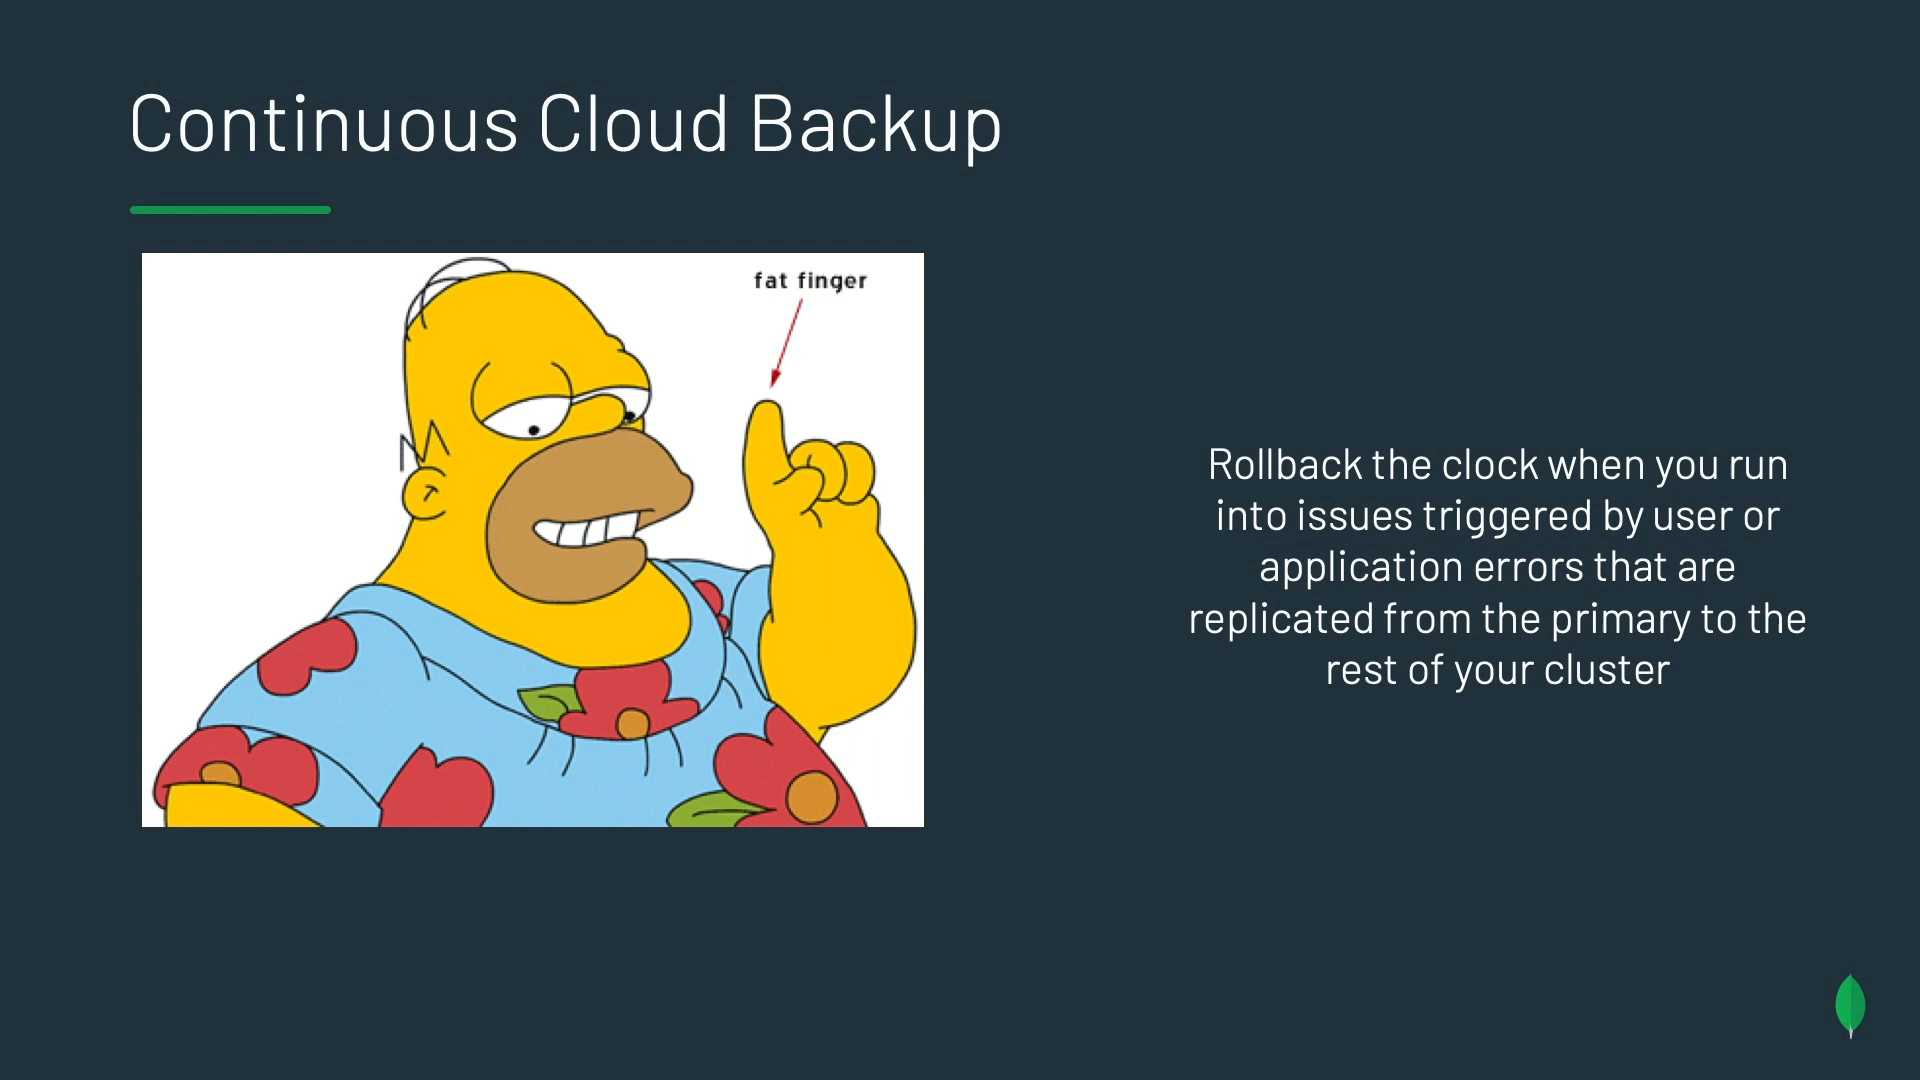 Continuous Cloud Backup
fat finger
Rollback the clock when you run
into issues triggered by user or
application errors that are
replicated from the primary to the
rest of your cluster